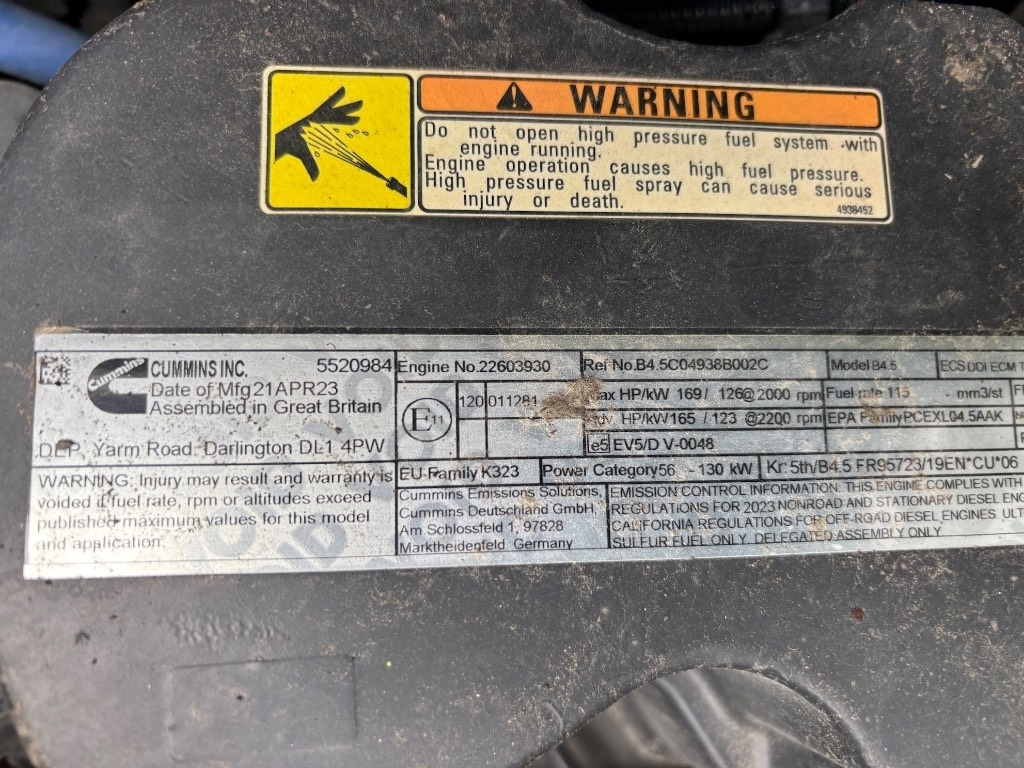 WARNING
Do not open high pressure fuel system with
engine running.
Engine operation causes high fuel pressure.
High pressure fuel spray can cause serious
injury or death.
4938452
Cummins
CUMMINS INC. 5520984
Date of Mfg 21APR23
Assembled in Great Britain
DEP, Yarm Road. Darlington DL1 4PW
WARNING: Injury may result and warranty is
voided if fuel rate, rpm or altitudes exceed
published maximum values for this model
and application.
Engine No.22603930
Ref No.B4.5C04938B002C
Model B4.5
ECS DDI ECM
E11
120 011281
HP/kW 169 / 126 @ 2000 rpm
Fuel rate 115 mm3/st
HP/kW 165 / 123 @ 2200 rpm
EPA Family PCEXL04.5AAK
e5 EV5/D V-0048
EU Family K323
Power Category 56 - 130 kW
Kr: 5th/B4.5 FR95723/19EN*CU*06
Cummins Emissions Solutions,
Cummins Deutschland GmbH,
Am Schlossfeld 1, 97828
Marktheidenfeld, Germany
EMISSION CONTROL INFORMATION: THIS ENGINE COMPLIES WITH
REGULATIONS FOR 2023 NONROAD AND STATIONARY DIESEL
CALIFORNIA REGULATIONS FOR OFF-ROAD DIESEL ENGINES.
SULFUR FUEL ONLY. DELEGATED ASSEMBLY ONLY